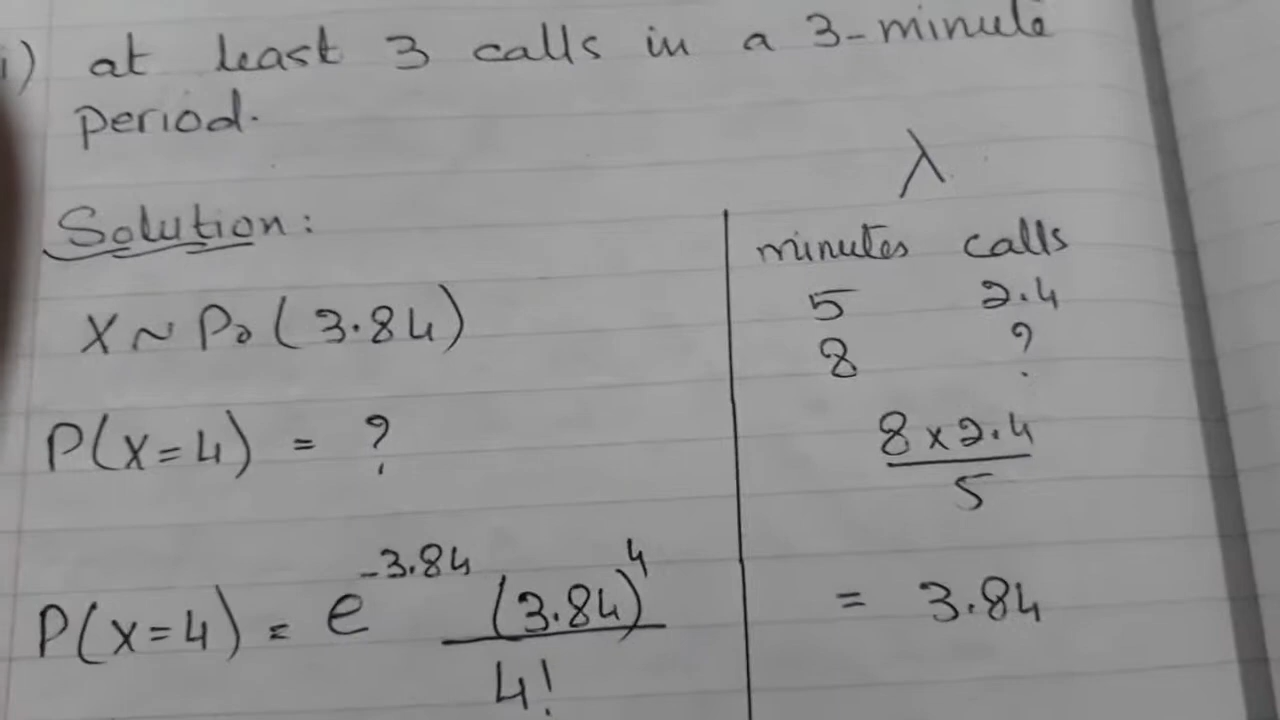 i) at least 3 calls in a 3-minute
period.
Solution:
X ~ Po (3.84)
P(X=4) = ?
P(X=4) = e^-3.84 (3.84)^4 / 4!
λ
minutes calls
5 2.4
8 ?
8 x 2.4 / 5
= 3.84